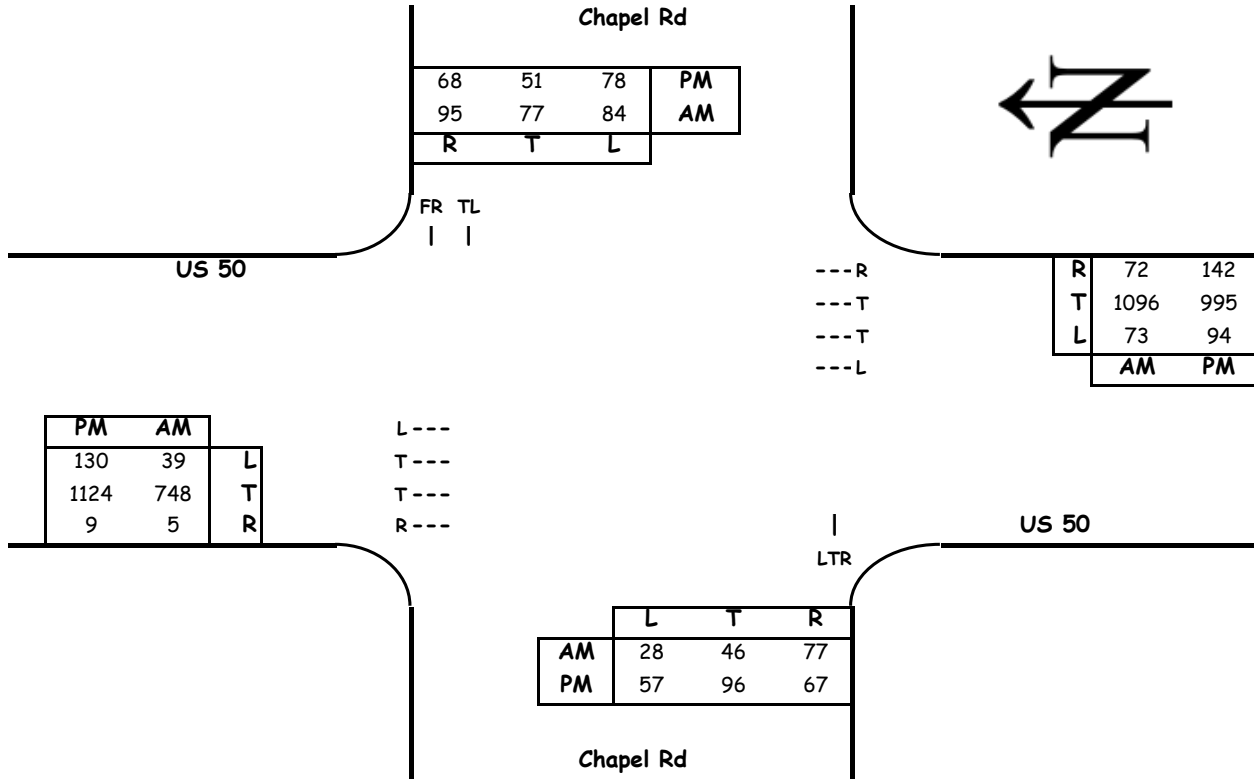 Chapel Rd
68 51 78 PM
95 77 84 AM
R T L
FR TL
N
US 50
---R
---T
---T
---L
R 72 142
T 1096 995
L 73 94
AM PM
PM AM
130 39 L
1124 748 T
9 5 R
L---
T---
T---
R---
US 50
LTR
L T R
AM 28 46 77
PM 57 96 67
Chapel Rd